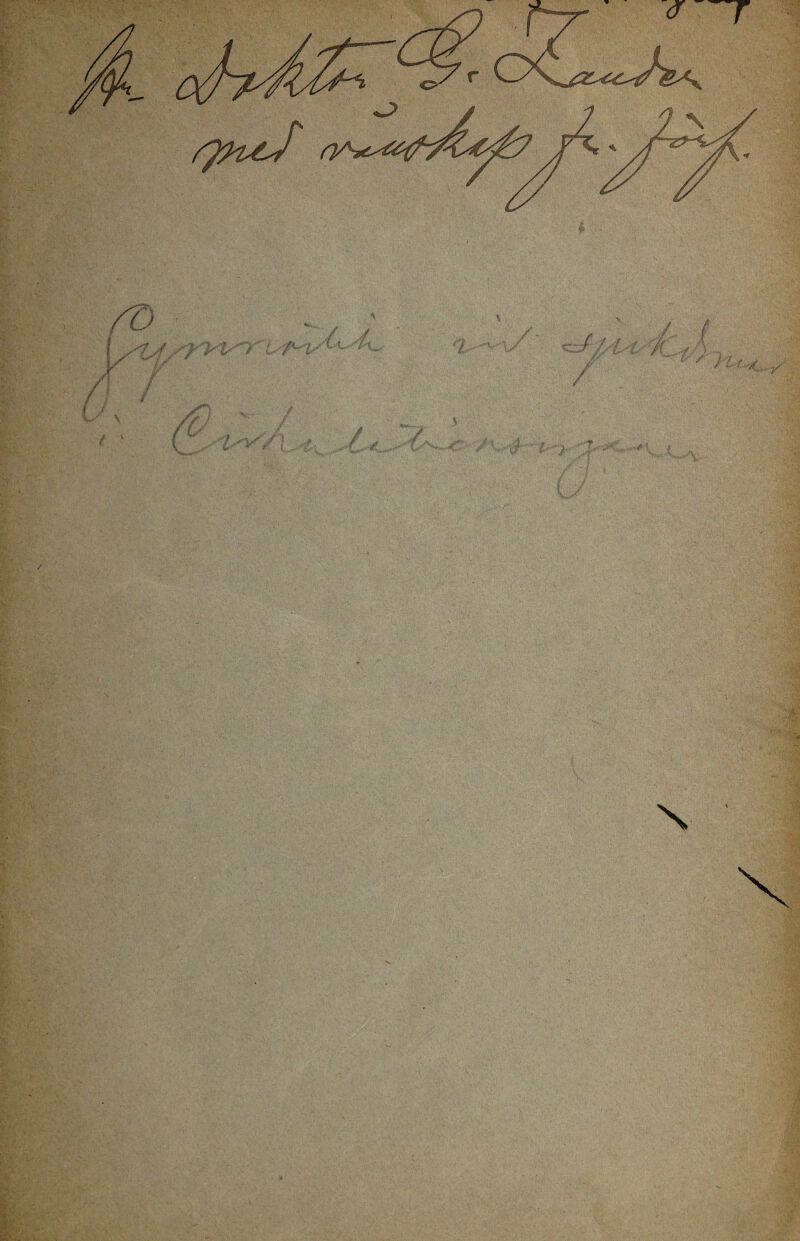 Hr Doktor G. Zander
med vänskap fr. förf.
Gymnastik vid sjukdomar
i Cirkulationsorganen